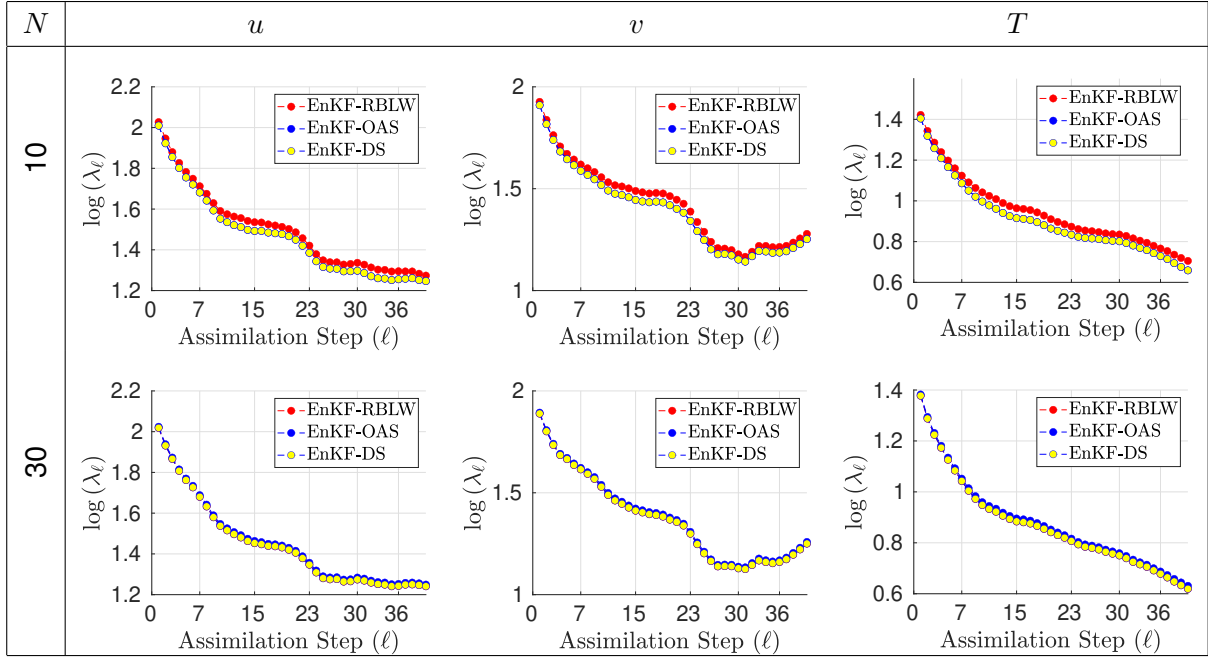 N u v T
10
2.2
2
1.8
1.6
1.4
1.2
0 7 15 23 30 36
log (λℓ)
Assimilation Step (ℓ)
EnKF-RBLW
EnKF-OAS
EnKF-DS
2
1.5
1
0 7 15 23 30 36
log (λℓ)
Assimilation Step (ℓ)
EnKF-RBLW
EnKF-OAS
EnKF-DS
1.4
1.2
1
0.8
0.6
0 7 15 23 30 36
log (λℓ)
Assimilation Step (ℓ)
EnKF-RBLW
EnKF-OAS
EnKF-DS
30
2.2
2
1.8
1.6
1.4
1.2
0 7 15 23 30 36
log (λℓ)
Assimilation Step (ℓ)
EnKF-RBLW
EnKF-OAS
EnKF-DS
2
1.5
1
0 7 15 23 30 36
log (λℓ)
Assimilation Step (ℓ)
EnKF-RBLW
EnKF-OAS
EnKF-DS
1.4
1.2
1
0.8
0.6
0 7 15 23 30 36
log (λℓ)
Assimilation Step (ℓ)
EnKF-RBLW
EnKF-OAS
EnKF-DS